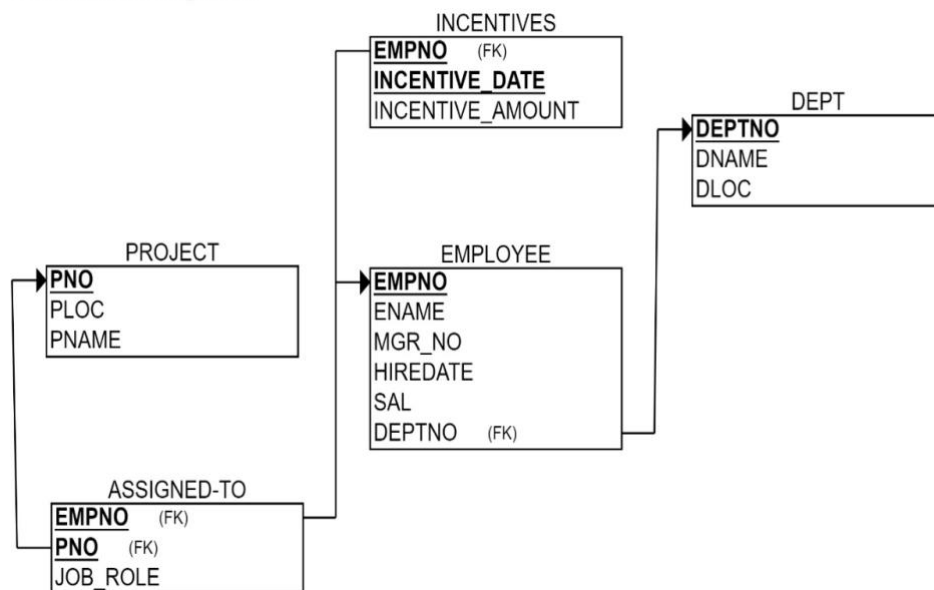 INCENTIVES
EMPNO (FK)
INCENTIVE_DATE
INCENTIVE_AMOUNT
DEPT
DEPTNO
DNAME
DLOC
PROJECT
PNO
PLOC
PNAME
EMPLOYEE
EMPNO
ENAME
MGR_NO
HIREDATE
SAL
DEPTNO (FK)
ASSIGNED-TO
EMPNO (FK)
PNO (FK)
JOB_ROLE